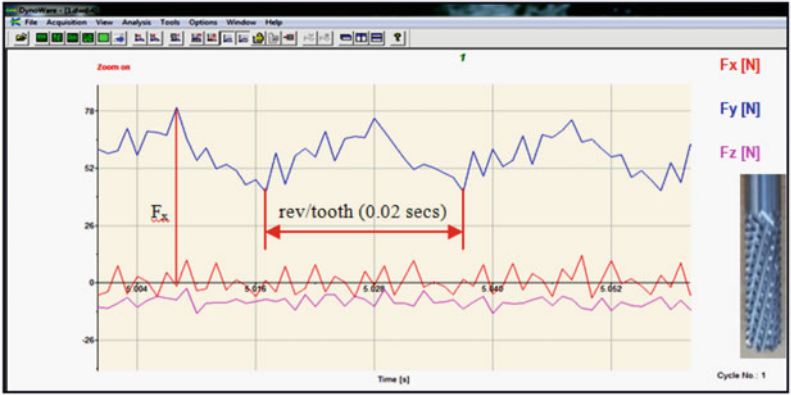 DynoWare - [1.dwd:4]
File Acquisition View Analysis Tools Options Window Help
1
Zoom on
Fx [N]
Fy [N]
Fz [N]
78
52
26
0
-26
Fx
rev/tooth (0.02 secs)
5.004 5.016 5.028 5.040 5.052
Time [s]
Cycle No.: 1